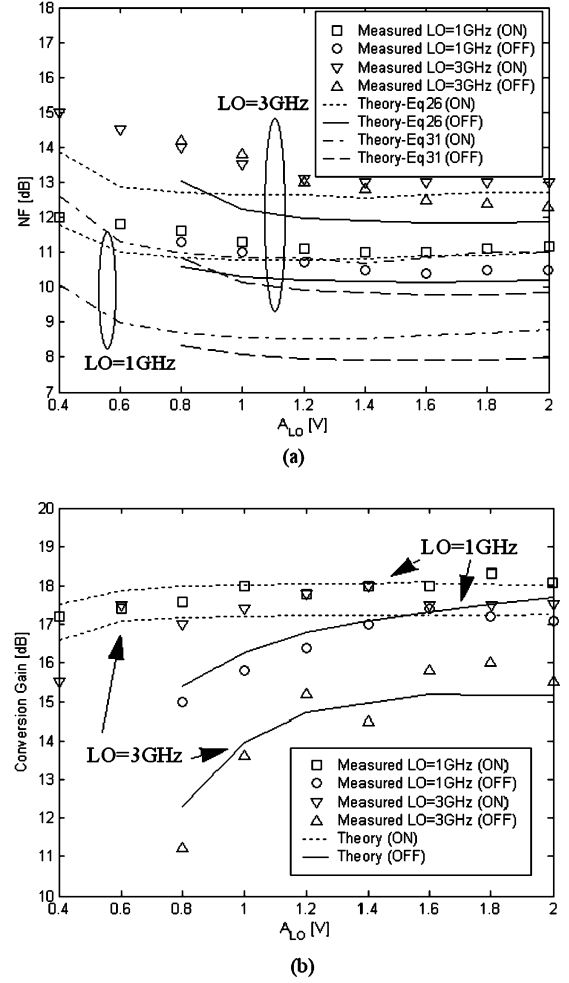 18
17
16
15
14
13
12
11
10
9
8
7
NF [dB]
□ Measured LO=1GHz (ON)
○ Measured LO=1GHz (OFF)
▽ Measured LO=3GHz (ON)
△ Measured LO=3GHz (OFF)
Theory-Eq26 (ON)
Theory-Eq26 (OFF)
Theory-Eq31 (ON)
Theory-Eq31 (OFF)
LO=3GHz
LO=1GHz
0.4 0.6 0.8 1 1.2 1.4 1.6 1.8 2
A_LO [V]
(a)
20
19
18
17
16
15
14
13
12
11
10
Conversion Gain [dB]
LO=1GHz
LO=3GHz
□ Measured LO=1GHz (ON)
○ Measured LO=1GHz (OFF)
▽ Measured LO=3GHz (ON)
△ Measured LO=3GHz (OFF)
Theory (ON)
Theory (OFF)
0.4 0.6 0.8 1 1.2 1.4 1.6 1.8 2
A_LO [V]
(b)